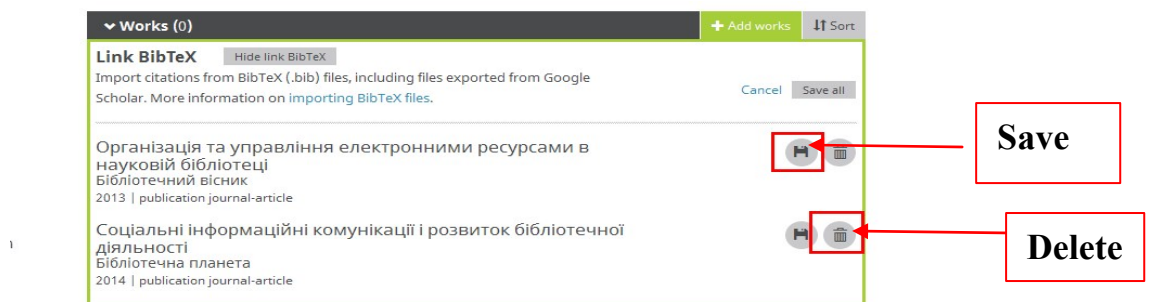 Works (0)
+ Add works
Sort
Link BibTeX
Hide link BibTeX
Import citations from BibTeX (.bib) files, including files exported from Google
Scholar. More information on importing BibTeX files.
Cancel
Save all
Організація та управління електронними ресурсами в
науковій бібліотеці
Бібліотечний вісник
2013 | publication journal-article
Соціальні інформаційні комунікації і розвиток бібліотечної
діяльності
Бібліотечна планета
2014 | publication journal-article
Save
Delete